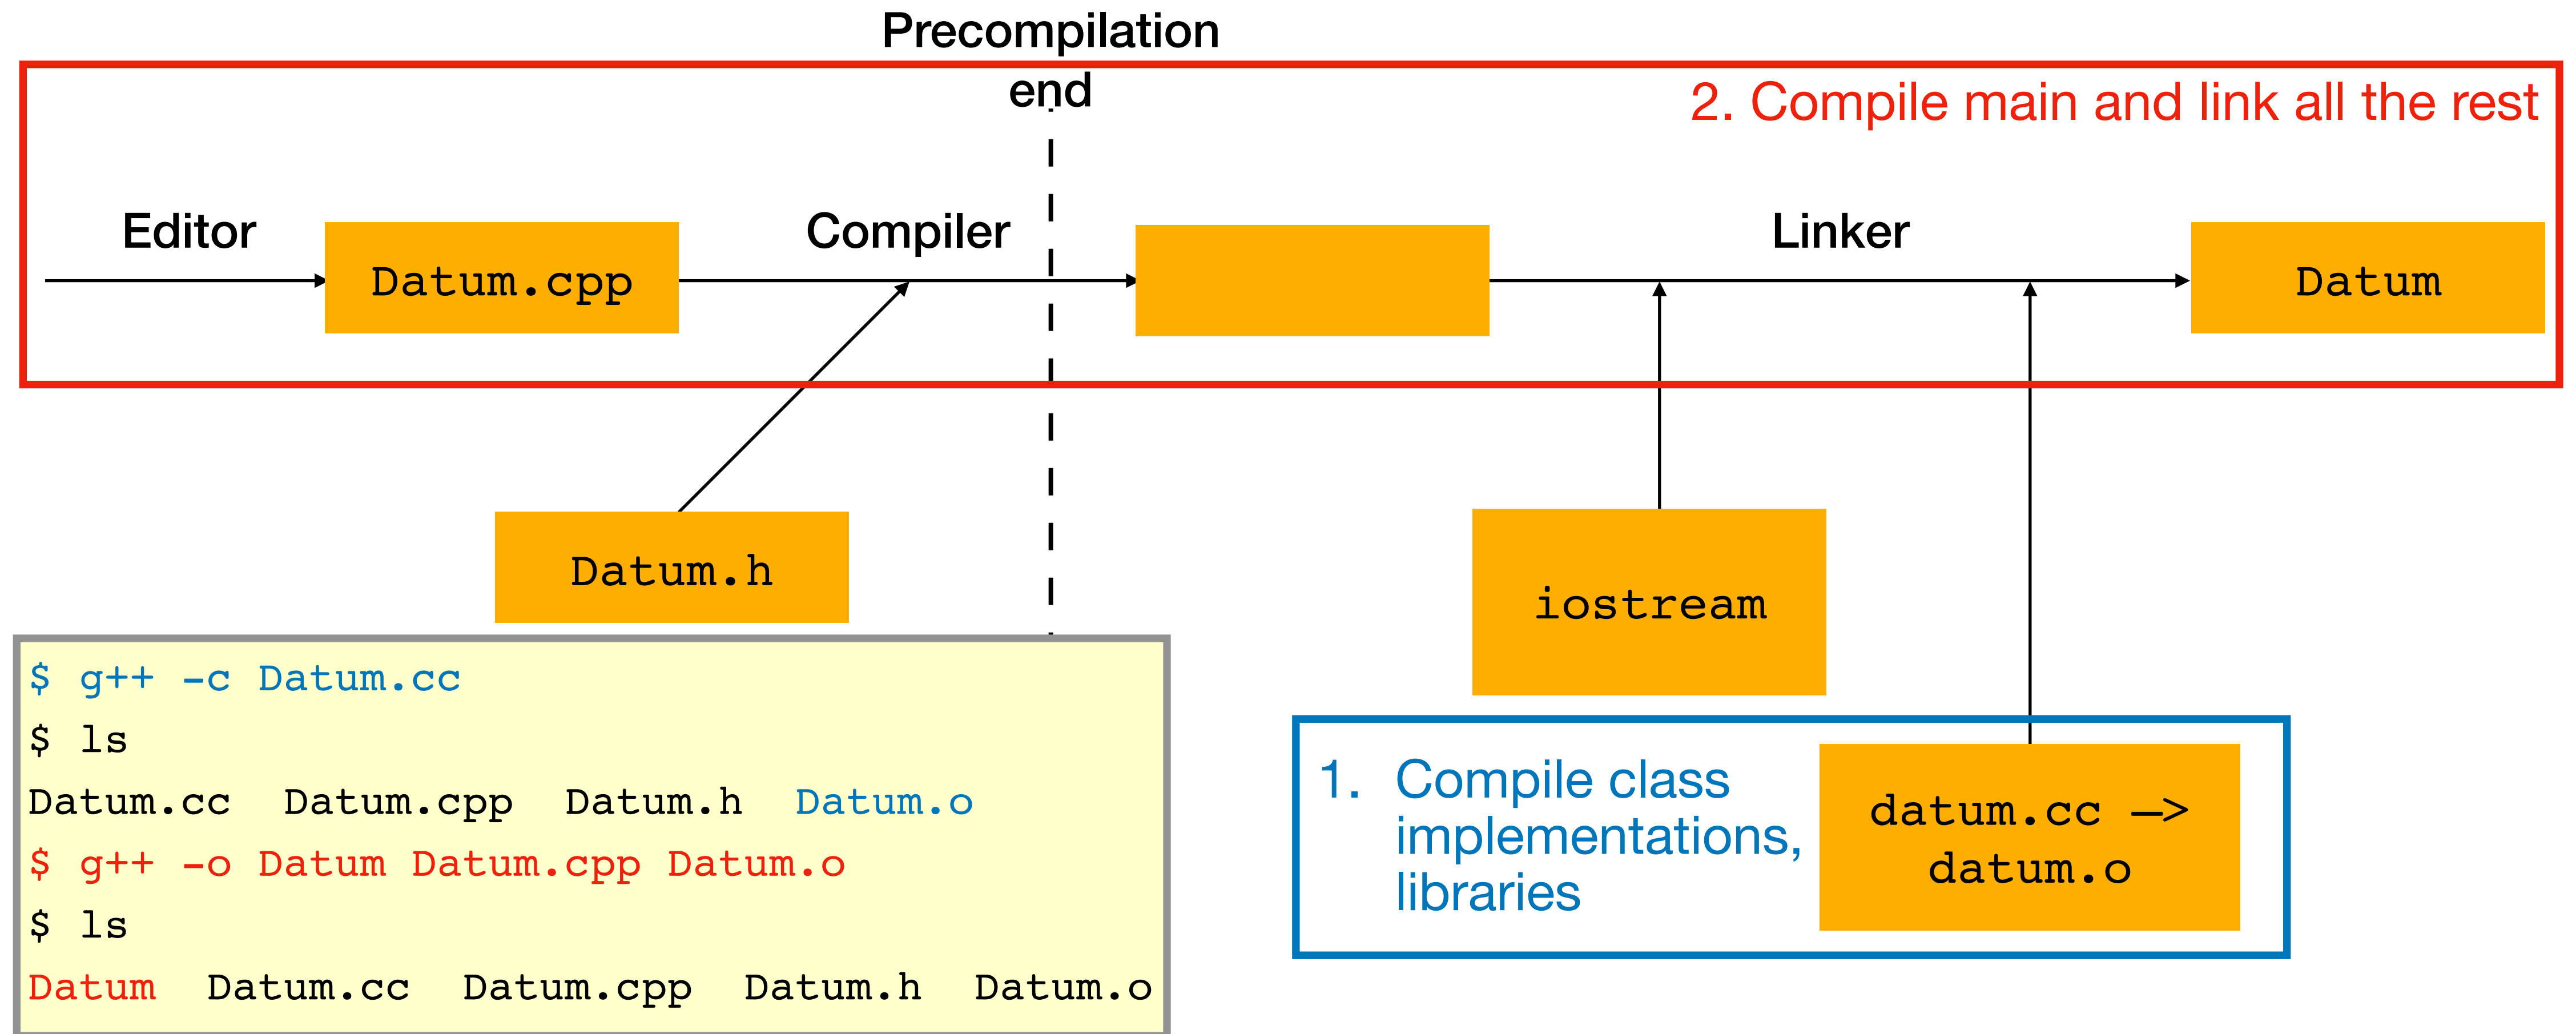 Precompilation
end
2. Compile main and link all the rest
Editor
Datum.cpp
Compiler
Linker
Datum
Datum.h
iostream
$ g++ -c Datum.cc
$ ls
Datum.cc Datum.cpp Datum.h Datum.o
$ g++ -o Datum Datum.cpp Datum.o
$ ls
Datum Datum.cc Datum.cpp Datum.h Datum.o
1. Compile class
implementations,
libraries
datum.cc —>
datum.o